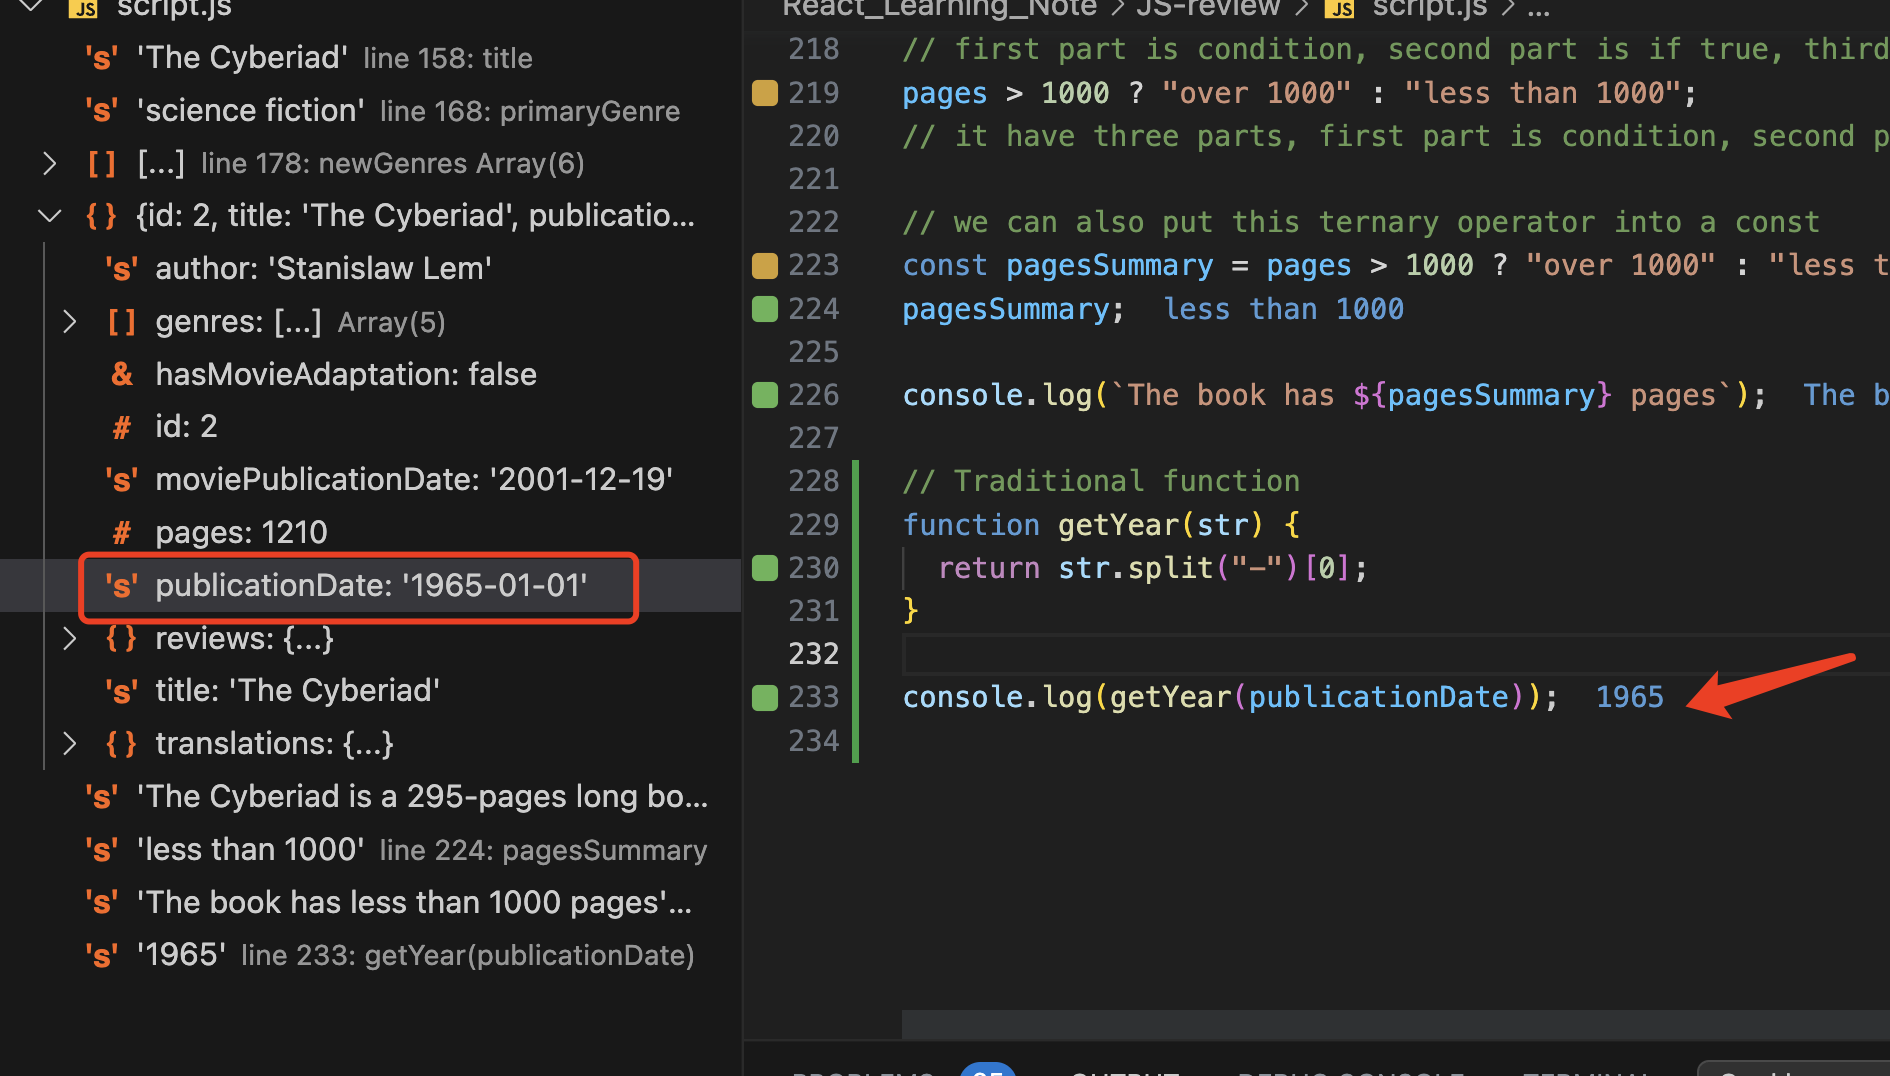 script.js
's' 'The Cyberiad' line 158: title
's' 'science fiction' line 168: primaryGenre
[ ] [...] line 178: newGenres Array(6)
{ } {id: 2, title: 'The Cyberiad', publicatio...
's' author: 'Stanislaw Lem'
[ ] genres: [...] Array(5)
& hasMovieAdaptation: false
# id: 2
's' moviePublicationDate: '2001-12-19'
# pages: 1210
's' publicationDate: '1965-01-01'
{ } reviews: {...}
's' title: 'The Cyberiad'
{ } translations: {...}
's' 'The Cyberiad is a 295-pages long bo...
's' 'less than 1000' line 224: pagesSummary
's' 'The book has less than 1000 pages'...
's' '1965' line 233: getYear(publicationDate)
React_Learning_Note > JS-review > JS script.js > ...
218 // first part is condition, second part is if true, third
219 pages > 1000 ? "over 1000" : "less than 1000";
220 // it have three parts, first part is condition, second p
221
222 // we can also put this ternary operator into a const
223 const pagesSummary = pages > 1000 ? "over 1000" : "less t
224 pagesSummary; less than 1000
225
226 console.log(`The book has ${pagesSummary} pages`); The b
227
228 // Traditional function
229 function getYear(str) {
230 return str.split("-")[0];
231 }
232
233 console.log(getYear(publicationDate)); 1965
234
PROBLEMS OUTPUT DEBUG CONSOLE TERMINAL